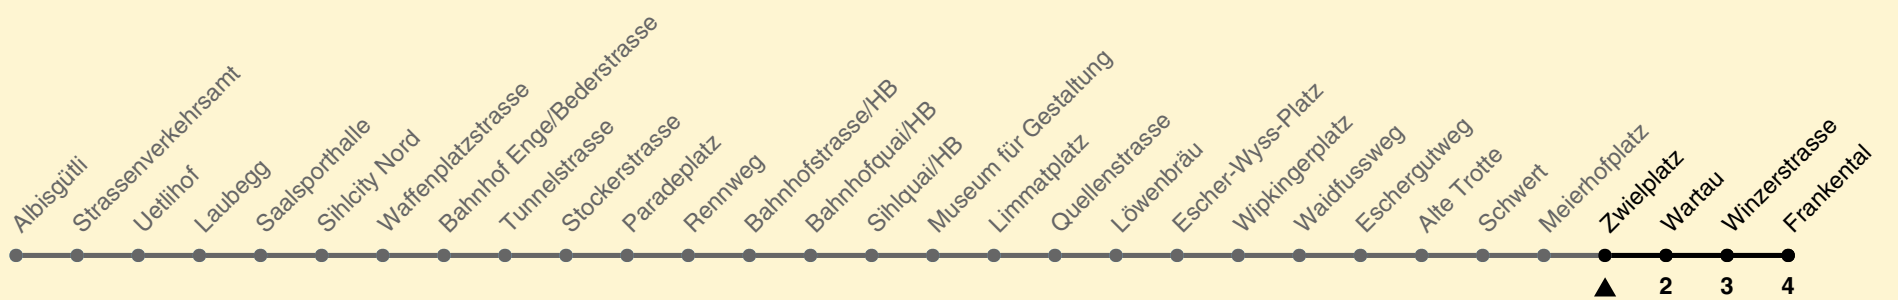 Albisgütli
Strassenverkehrsamt
Uetlihof
Laubegg
Saalsporthalle
Sihlcity Nord
Waffenplatzstrasse
Bahnhof Enge/Bederstrasse
Tunnelstrasse
Stockerstrasse
Paradeplatz
Rennweg
Bahnhofstrasse/HB
Bahnhofquai/HB
Sihlquai/HB
Museum für Gestaltung
Limmatplatz
Quellenstrasse
Löwenbräu
Escher-Wyss-Platz
Wipkingerplatz
Waidfussweg
Eschergutweg
Alte Trotte
Schwert
Meierhofplatz
Zwielplatz
Wartau
Winzerstrasse
Frankental
2 3 4